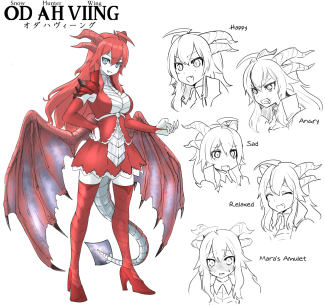 Snow Hunter Wing
OD AH VIING
オダハヴィーング
Happy
Angry
Sad
Relaxed
Mara's Amulet